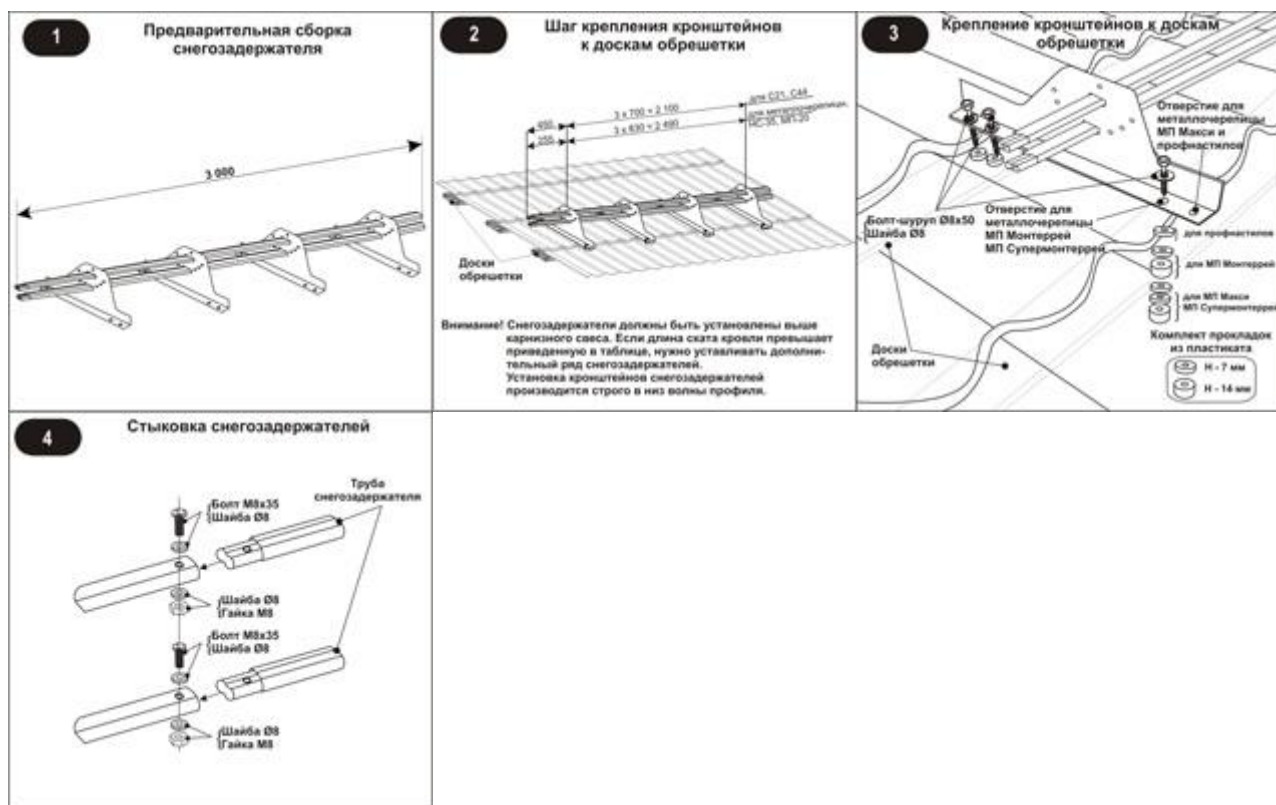 1
Предварительная сборка
снегозадержателя
3 000
2
Шаг крепления кронштейнов
к доскам обрешетки
3 х 700 = 2 100
для С21, С44
3 х 830 = 2 490
для металлочерепицы,
НС-35, МП-20
Доски
обрешетки
Внимание! Снегозадержатели должны быть установлены выше
карнизного свеса. Если длина ската кровли превышает
приведенную в таблице, нужно уставливать дополни-
тельный ряд снегозадержателей.
Установка кронштейнов снегозадержателей
производится строго в низ волны профиля.
3
Крепление кронштейнов к доскам
обрешетки
Отверстие для
металлочерепицы
МП Макси и
профнастилов
Болт-шуруп Ø8х50
Шайба Ø8
Отверстие для
металлочерепицы
МП Монтеррей
МП Супермонтеррей
для профнастилов
для МП Монтеррей
для МП Макси
МП Супермонтеррей
Доски
обрешетки
Комплект прокладок
из пластиката
Н - 7 мм
Н - 14 мм
4
Стыковка снегозадержателей
Труба
снегозадержателя
Болт М8х35
Шайба Ø8
Шайба Ø8
Гайка М8
Болт М8х35
Шайба Ø8
Шайба Ø8
Гайка М8